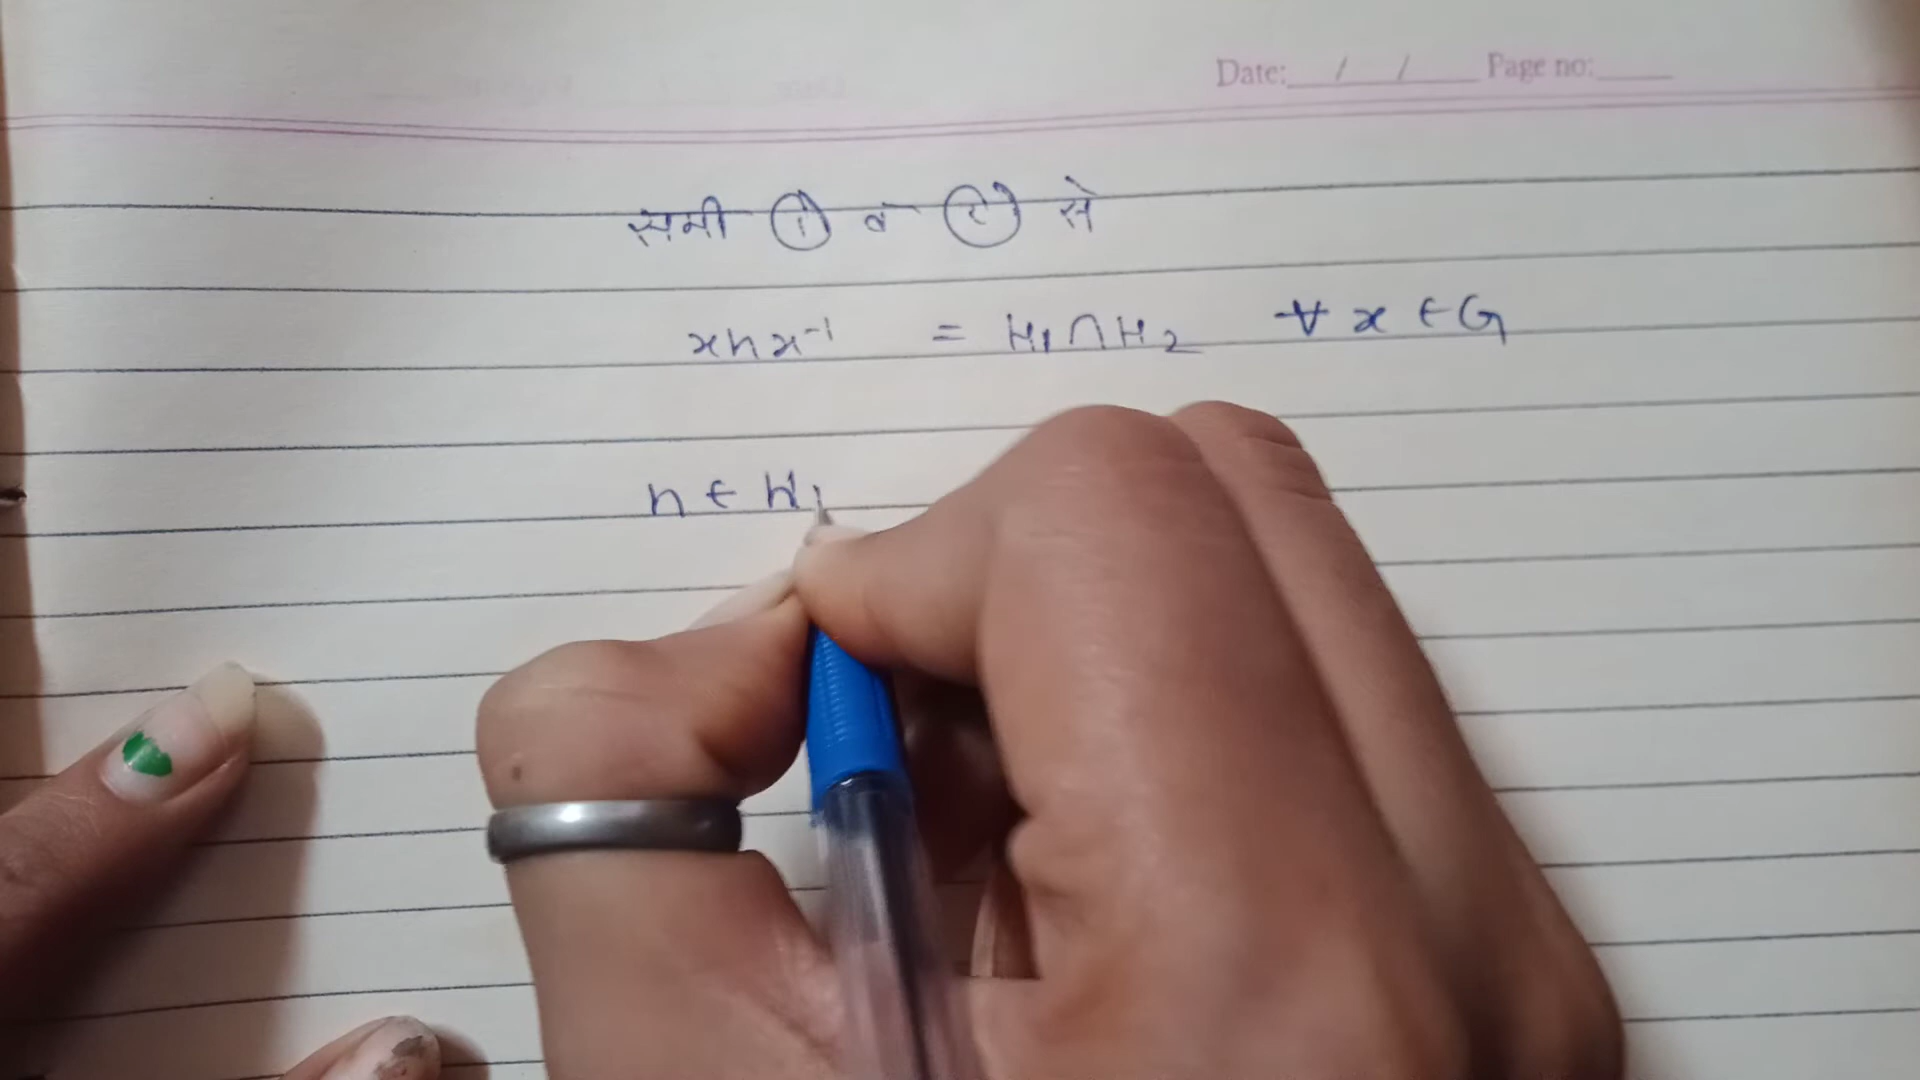 Date: / / Page no:
समी ① व ② से
xhx⁻¹ = H₁∩H₂ ∀ x ∈ G
h ∈ H₁